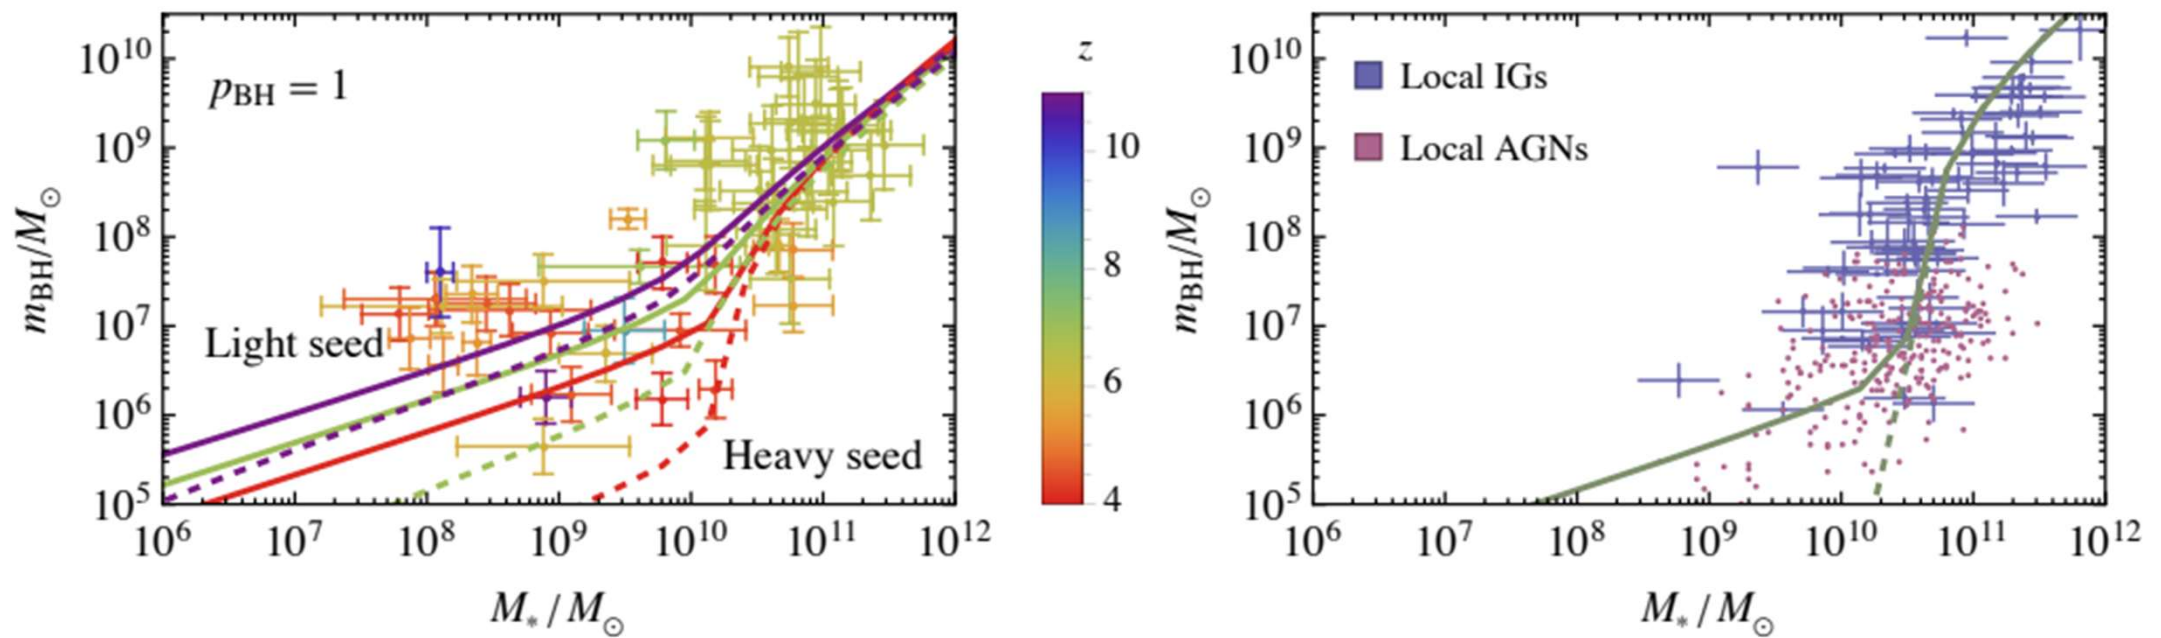 p_BH = 1
Light seed
Heavy seed
10^10
10^9
10^8
10^7
10^6
10^5
m_BH/M_⊙
10^6 10^7 10^8 10^9 10^10 10^11 10^12
M_*/M_⊙
z
10
8
6
4
Local IGs
Local AGNs
10^10
10^9
10^8
10^7
10^6
10^5
m_BH/M_⊙
10^6 10^7 10^8 10^9 10^10 10^11 10^12
M_*/M_⊙